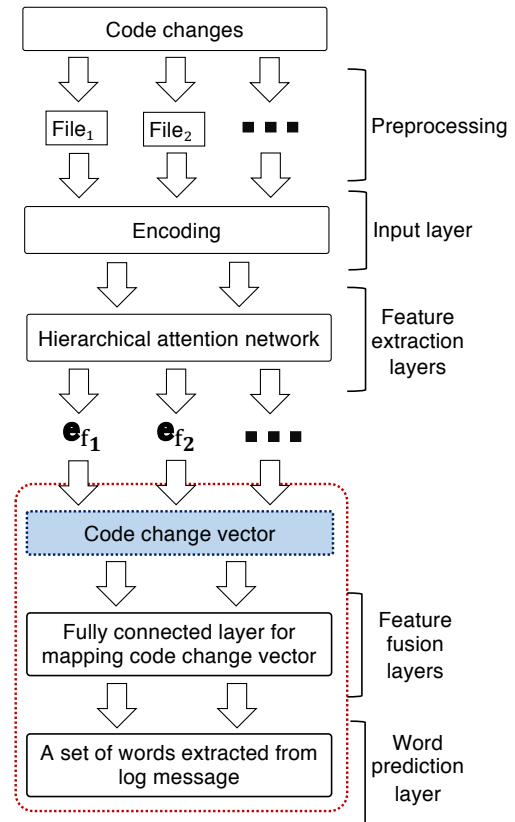 Code changes
File₁
File₂
Preprocessing
Encoding
Input layer
Hierarchical attention network
Feature
extraction
layers
e_f₁
e_f₂
Code change vector
Fully connected layer for
mapping code change vector
Feature
fusion
layers
A set of words extracted from
log message
Word
prediction
layer